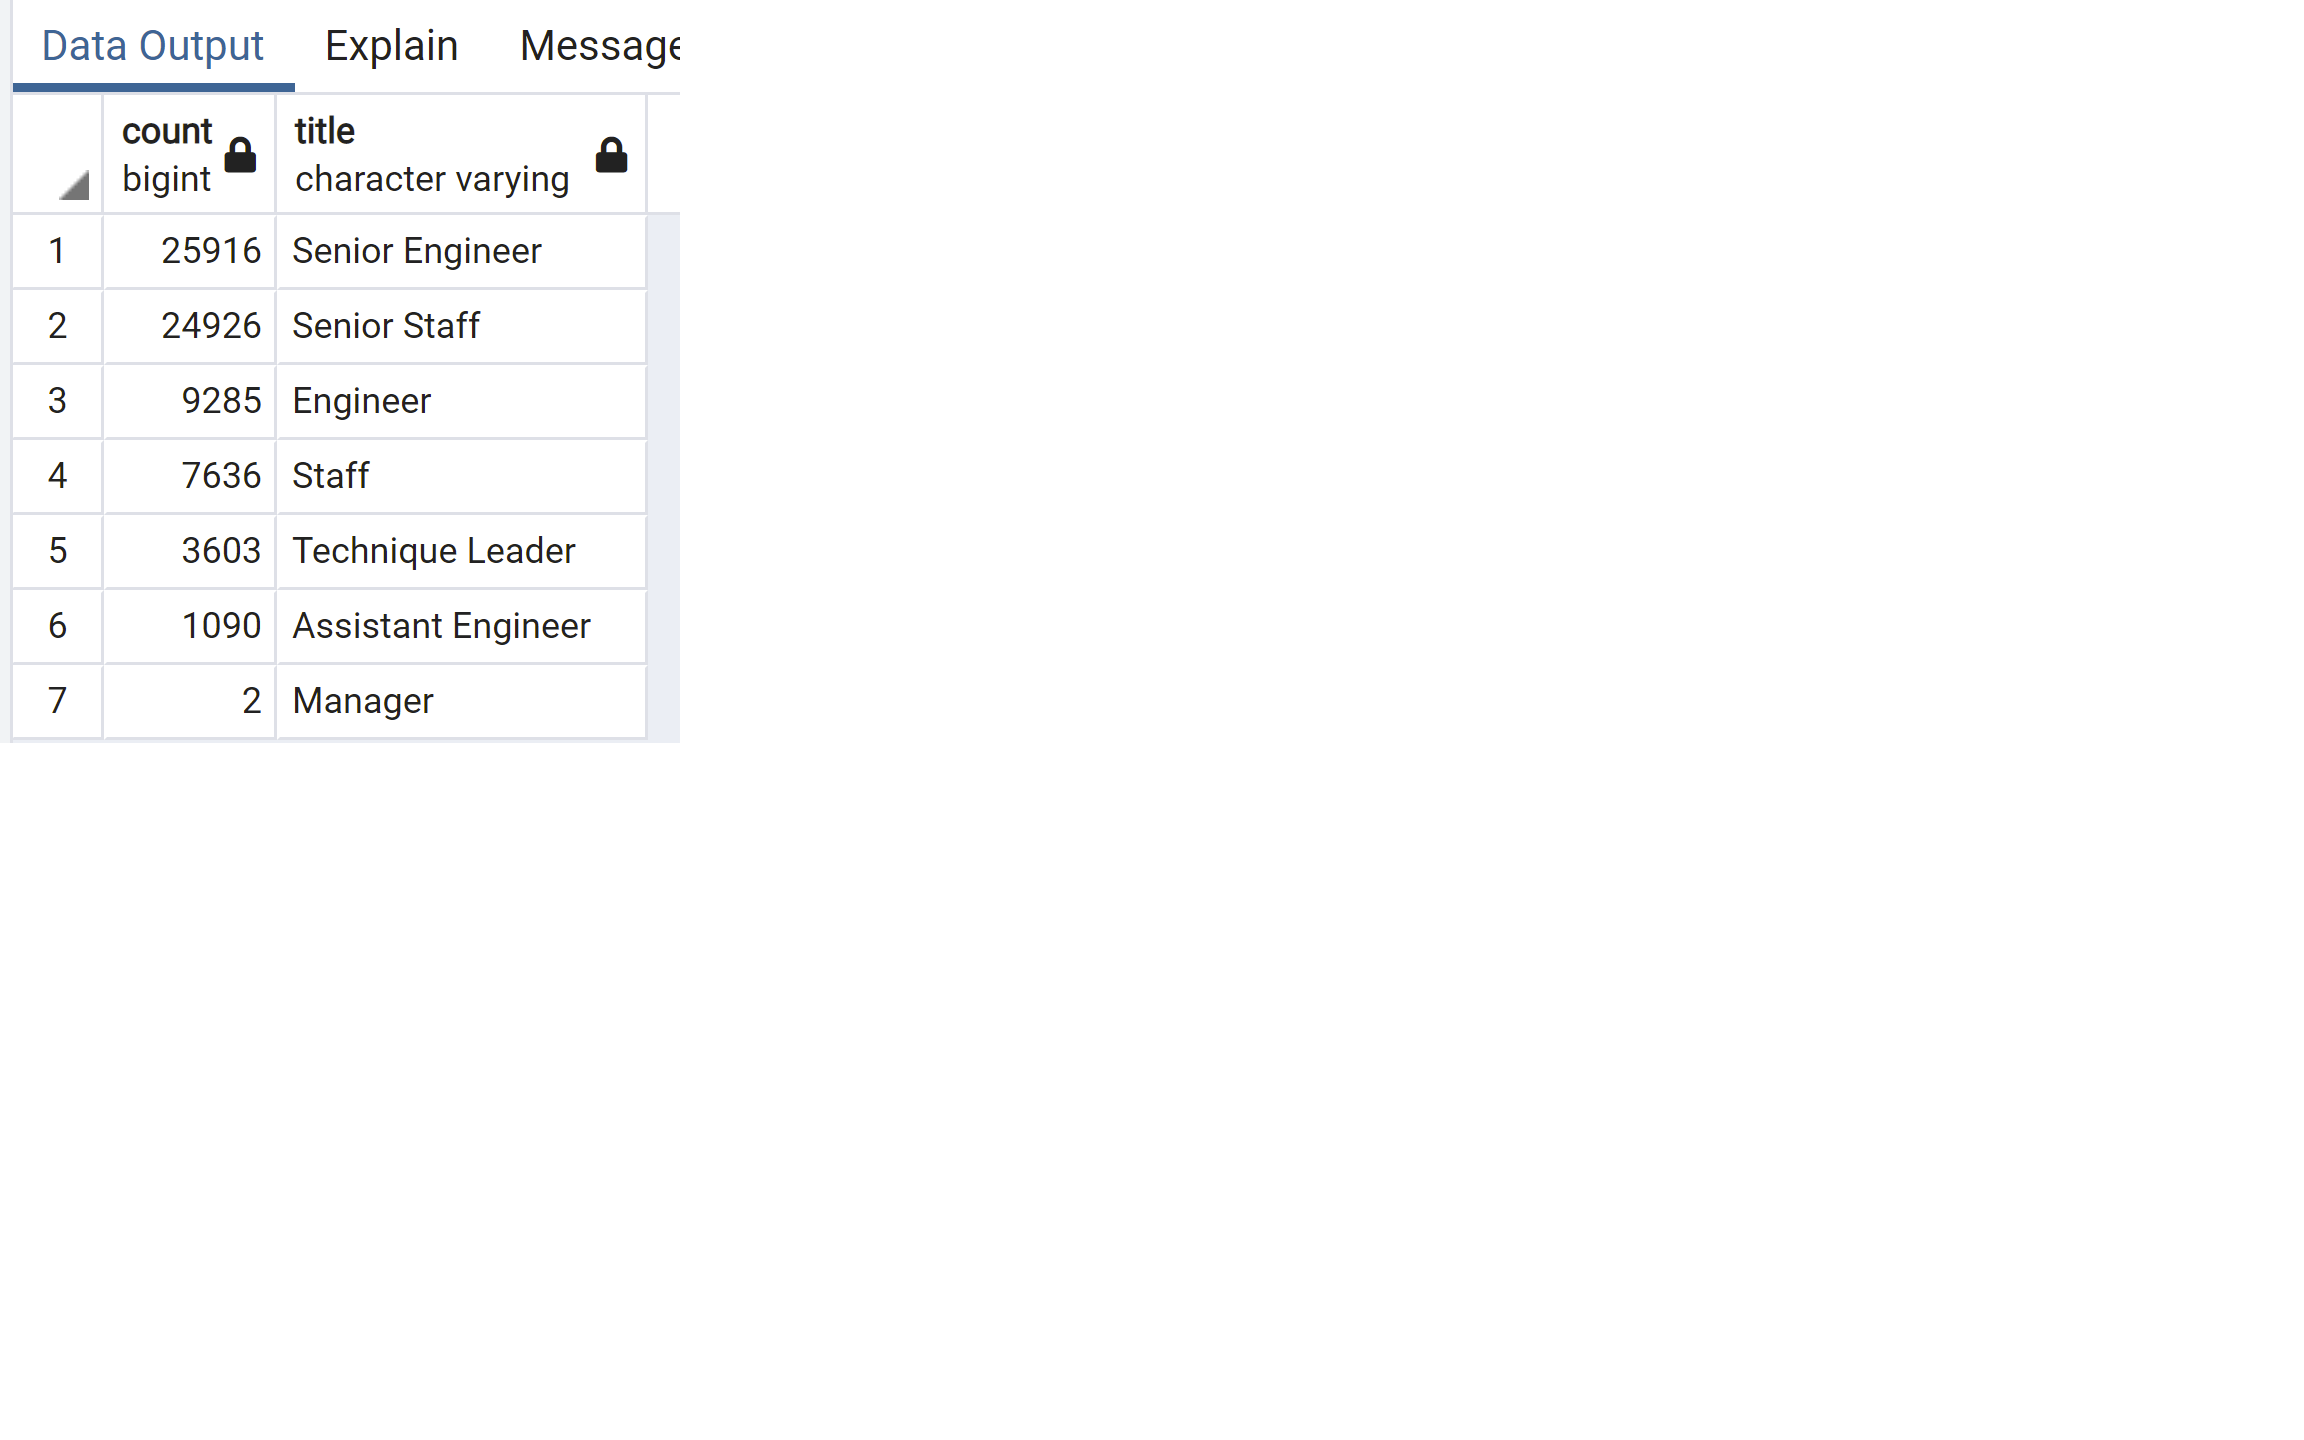 Data Output Explain Message
count title
bigint character varying
1 25916 Senior Engineer
2 24926 Senior Staff
3 9285 Engineer
4 7636 Staff
5 3603 Technique Leader
6 1090 Assistant Engineer
7 2 Manager